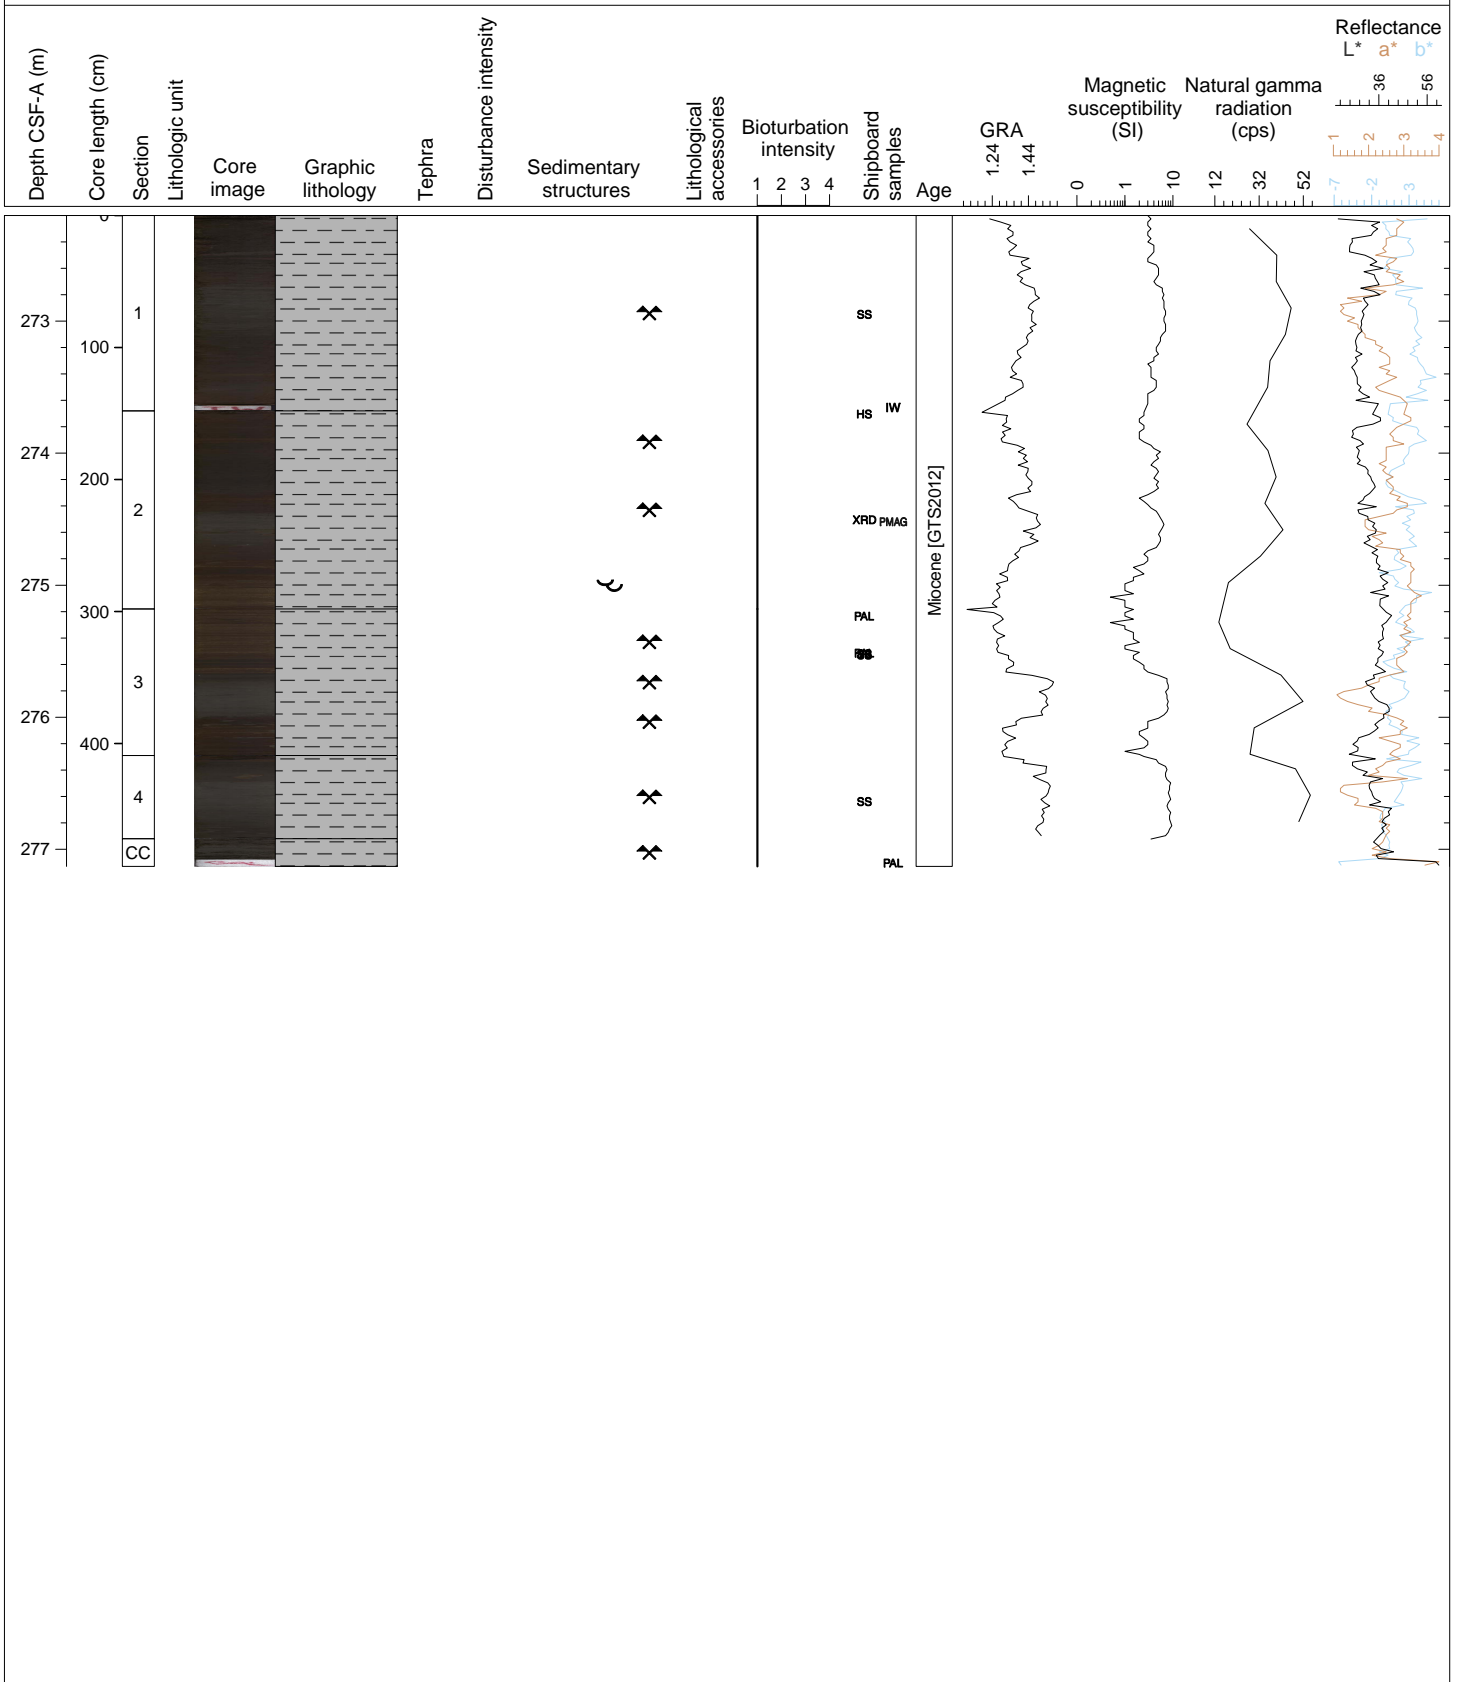 Depth CSF-A (m)
Core length (cm)
Section
Lithologic unit
Core
image
Graphic
lithology
Tephra
Disturbance intensity
Sedimentary
structures
Lithological
accessories
Bioturbation
intensity
1 2 3 4
Shipboard
samples
Age
GRA
1.24 1.44
Magnetic
susceptibility
(SI)
0 1 10
Natural gamma
radiation
(cps)
12 32 52
Reflectance
L* a* b*
36 56
1 2 3 4
-7 -2 3
0
273
100
1
SS
IW
HS
274
200
2
XRD PMAG
275
300
PAL
3
276
400
4
SS
277
CC
PAL
Miocene [GTS2012]